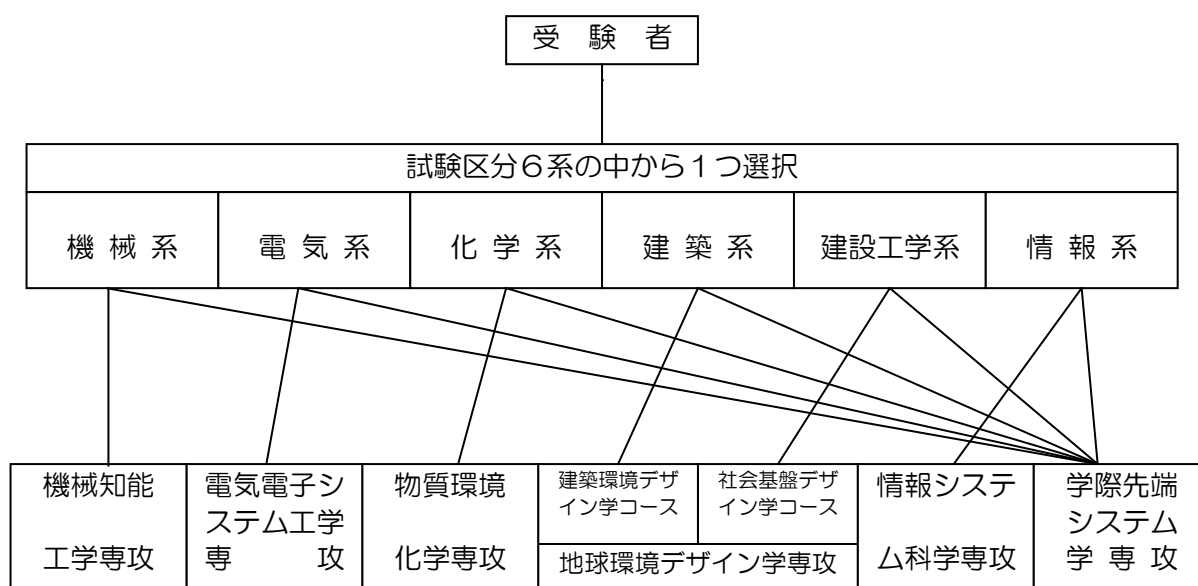 受 験 者
試験区分６系の中から１つ選択
機 械 系
電 気 系
化 学 系
建 築 系
建設工学系
情 報 系
機械知能
工学専攻
電気電子シ
ステム工学
専 攻
物質環境
化学専攻
建築環境デザ
イン学コース
社会基盤デザ
イン学コース
地球環境デザイン学専攻
情報システ
ム科学専攻
学際先端
システム
学 専 攻